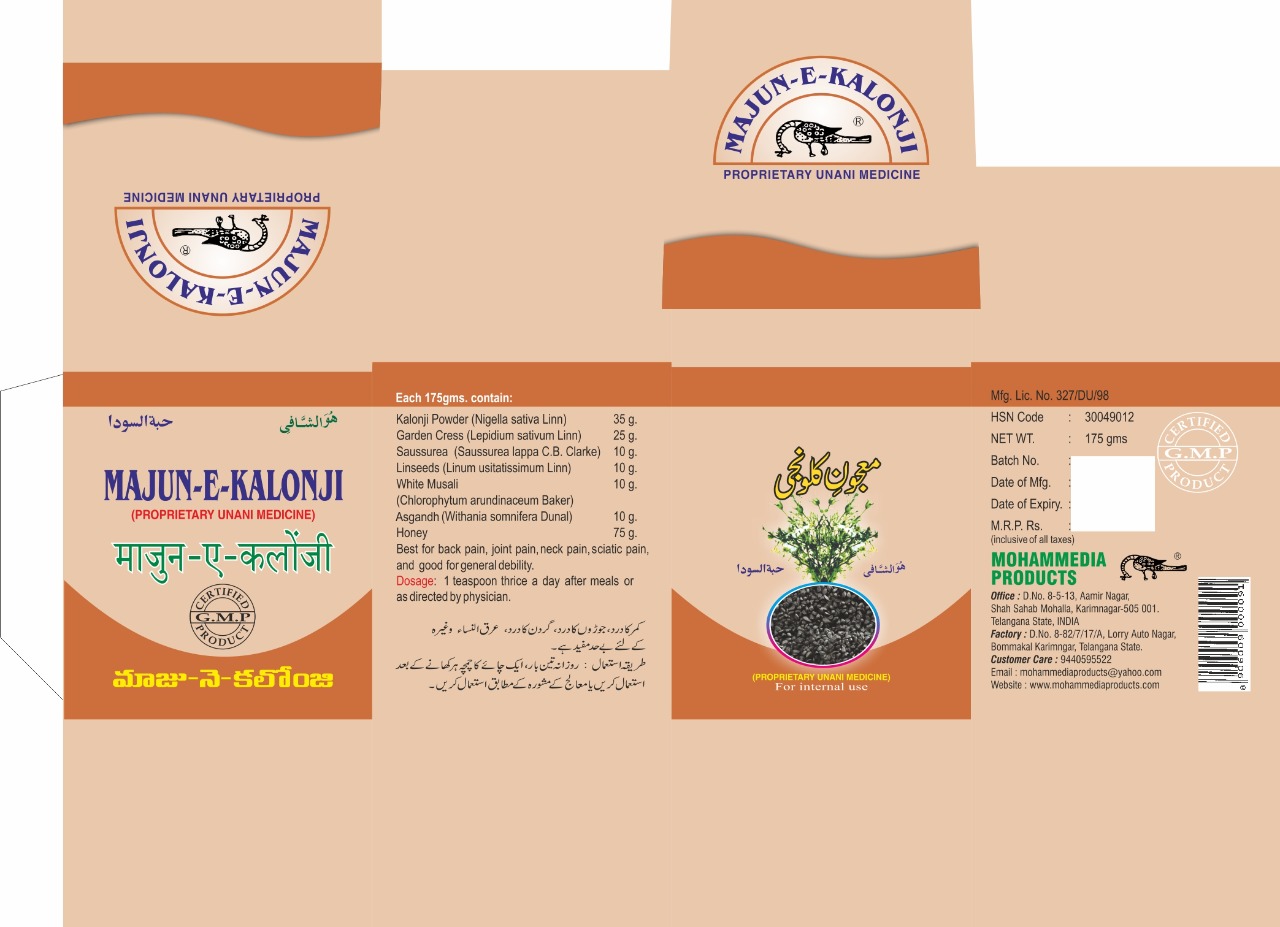 MAJUN-E-KALONJI
®
PROPRIETARY UNANI MEDICINE
MAJUN-E-KALONJI
®
PROPRIETARY UNANI MEDICINE
حبة السودا
هُوَ الشَّافِی
MAJUN-E-KALONJI
(PROPRIETARY UNANI MEDICINE)
माजुन-ए-कलोंजी
CERTIFIED
G.M.P
PRODUCT
మాజు-నె-కలోంజి
Each 175gms. contain:
Kalonji Powder (Nigella sativa Linn) 35 g.
Garden Cress (Lepidium sativum Linn) 25 g.
Saussurea (Saussurea lappa C.B. Clarke) 10 g.
Linseeds (Linum usitatissimum Linn) 10 g.
White Musali 10 g.
(Chlorophytum arundinaceum Baker)
Asgandh (Withania somnifera Dunal) 10 g.
Honey 75 g.
Best for back pain, joint pain, neck pain, sciatic pain,
and good for general debility.
Dosage: 1 teaspoon thrice a day after meals or
as directed by physician.
کمر کا درد، جوڑوں کا درد، گردن کا درد، عرق النساء وغیرہ
کے لئے بے حد مفید ہے۔
طریقہ استعمال : روزانہ تین بار، ایک چائے کا چمچہ ہر کھانے کے بعد
استعمال کریں یا معالج کے مشورہ کے مطابق استعمال کریں۔
معجونِ کلونجی
حبة السودا
هُوَ الشَّافِی
(PROPRIETARY UNANI MEDICINE)
For internal use
Mfg. Lic. No. 327/DU/98
HSN Code : 30049012
NET WT. : 175 gms
Batch No. :
Date of Mfg. :
Date of Expiry. :
M.R.P. Rs. :
(inclusive of all taxes)
CERTIFIED
G.M.P
PRODUCT
MOHAMMEDIA
PRODUCTS
®
Office : D.No. 8-5-13, Aamir Nagar,
Shah Sahab Mohalla, Karimnagar-505 001.
Telangana State, INDIA
Factory : D.No. 8-82/7/17/A, Lorry Auto Nagar,
Bommakal Karimngar, Telangana State.
Customer Care : 9440595522
Email : mohammediaproducts@yahoo.com
Website : www.mohammediaproducts.com